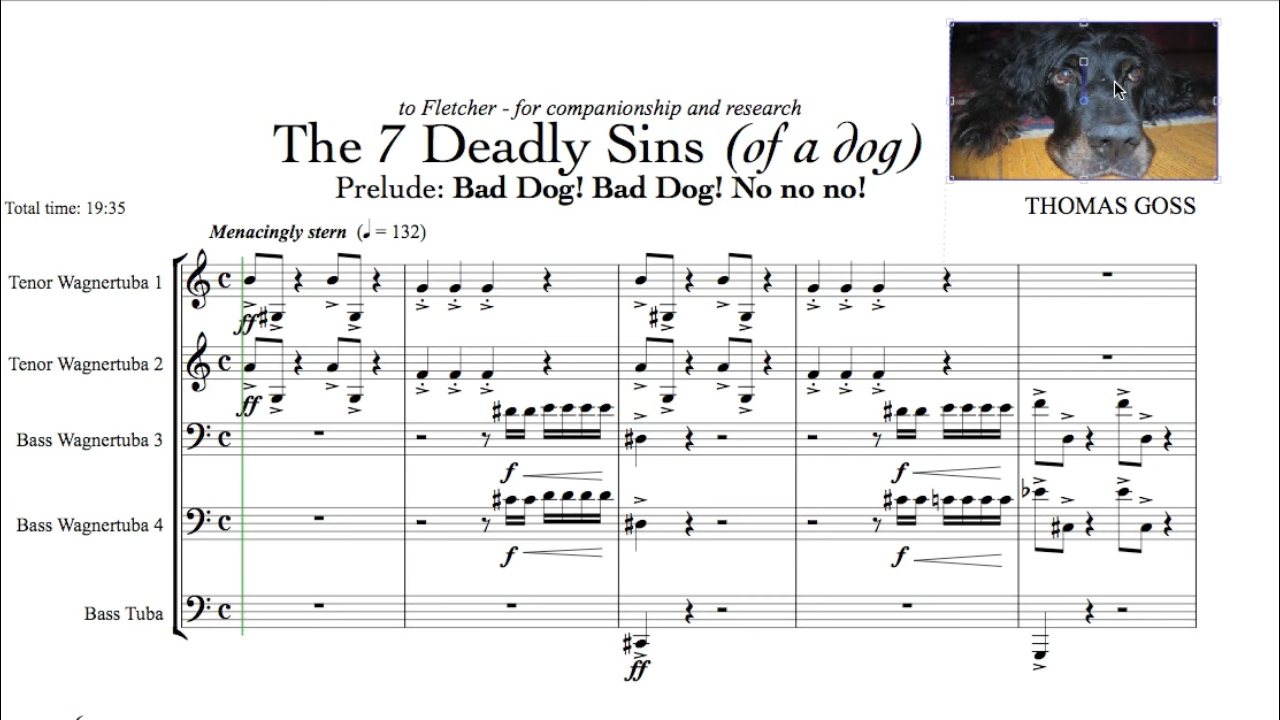 to Fletcher - for companionship and research
The 7 Deadly Sins (of a dog)
Prelude: Bad Dog! Bad Dog! No no no!
THOMAS GOSS
Total time: 19:35
Menacingly stern (♩ = 132)
Tenor Wagnertuba 1
ff
Tenor Wagnertuba 2
ff
Bass Wagnertuba 3
f f
Bass Wagnertuba 4
f f
Bass Tuba
ff